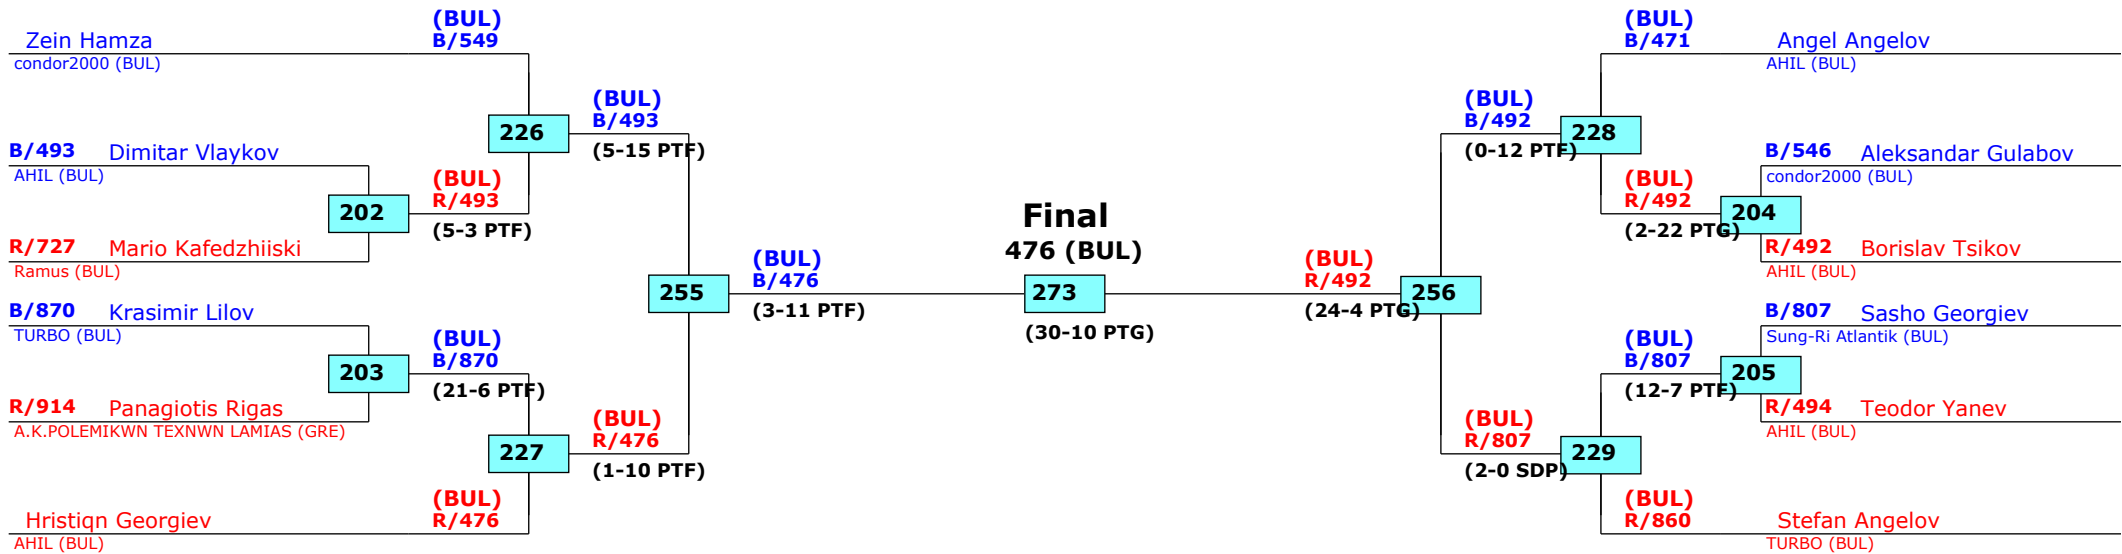 Zein Hamza
condor2000 (BUL)
(BUL)
B/549
B/493 Dimitar Vlaykov
AHIL (BUL)
202
R/727 Mario Kafedzhiiski
Ramus (BUL)
(BUL)
R/493
(5-3 PTF)
226
(BUL)
B/493
(5-15 PTF)
B/870 Krasimir Lilov
TURBO (BUL)
203
R/914 Panagiotis Rigas
A.K.POLEMIKWN TEXNWN LAMIAS (GRE)
(BUL)
B/870
(21-6 PTF)
227
(BUL)
R/476
(1-10 PTF)
Hristiqn Georgiev
AHIL (BUL)
(BUL)
R/476
255
(BUL)
B/476
(3-11 PTF)
Final
476 (BUL)
273
(30-10 PTG)
(BUL)
R/492
(24-4 PTG)
256
(BUL)
B/492
(0-12 PTF)
228
(BUL)
B/471
Angel Angelov
AHIL (BUL)
(BUL)
R/492
(2-22 PTG)
204
B/546 Aleksandar Gulabov
condor2000 (BUL)
R/492 Borislav Tsikov
AHIL (BUL)
(BUL)
R/807
(2-0 SDP)
229
(BUL)
B/807
(12-7 PTF)
205
B/807 Sasho Georgiev
Sung-Ri Atlantik (BUL)
R/494 Teodor Yanev
AHIL (BUL)
(BUL)
R/860
Stefan Angelov
TURBO (BUL)